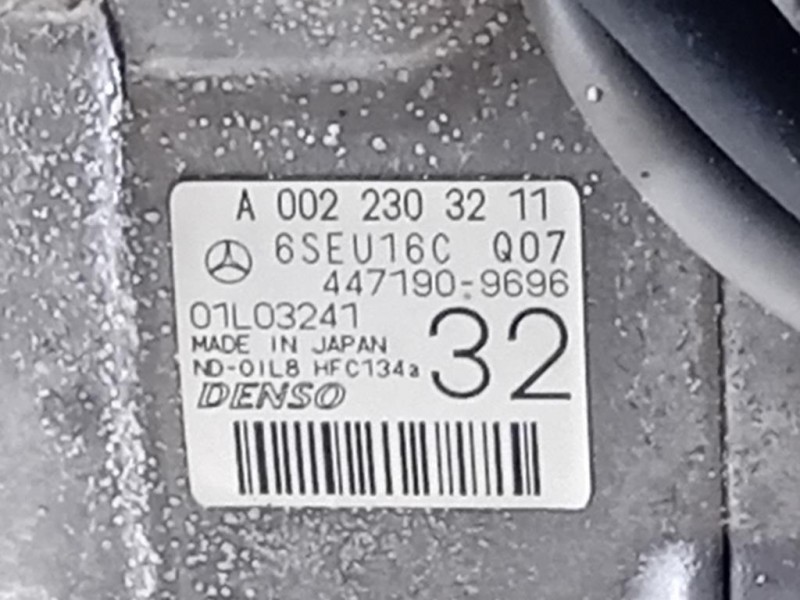 A 002 230 32 11
6SEU16C Q07
447190-9696
01L03241
32
MADE IN JAPAN
ND-OIL8 HFC134a
DENSO